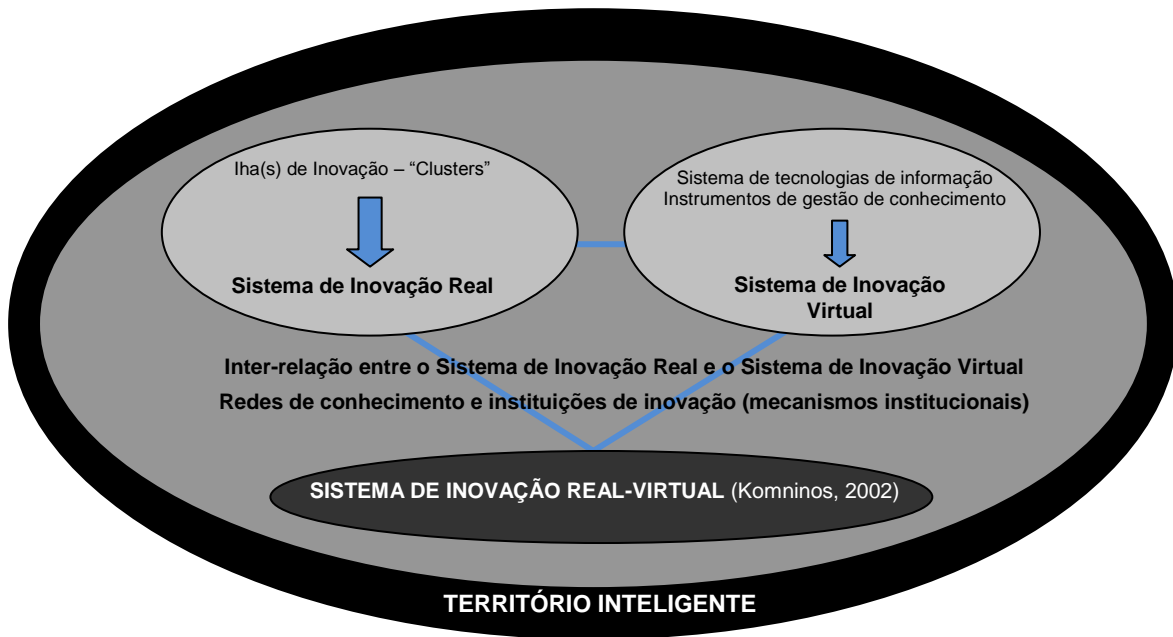 Iha(s) de Inovação – “Clusters”
Sistema de Inovação Real
Sistema de tecnologias de informação
Instrumentos de gestão de conhecimento
Sistema de Inovação
Virtual
Inter-relação entre o Sistema de Inovação Real e o Sistema de Inovação Virtual
Redes de conhecimento e instituições de inovação (mecanismos institucionais)
SISTEMA DE INOVAÇÃO REAL-VIRTUAL (Komninos, 2002)
TERRITÓRIO INTELIGENTE